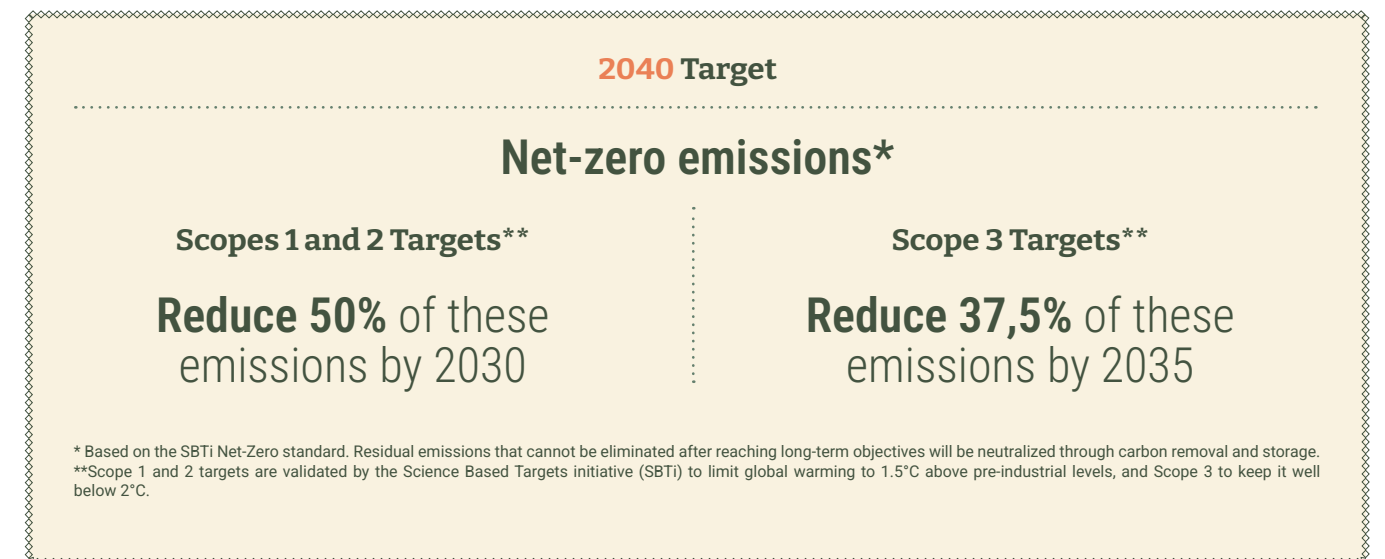 2040 Target
Net-zero emissions*
Scopes 1 and 2 Targets**
Reduce 50% of these
emissions by 2030
Scope 3 Targets**
Reduce 37,5% of these
emissions by 2035
* Based on the SBTi Net-Zero standard. Residual emissions that cannot be eliminated after reaching long-term objectives will be neutralized through carbon removal and storage.
**Scope 1 and 2 targets are validated by the Science Based Targets initiative (SBTi) to limit global warming to 1.5°C above pre-industrial levels, and Scope 3 to keep it well
below 2°C.